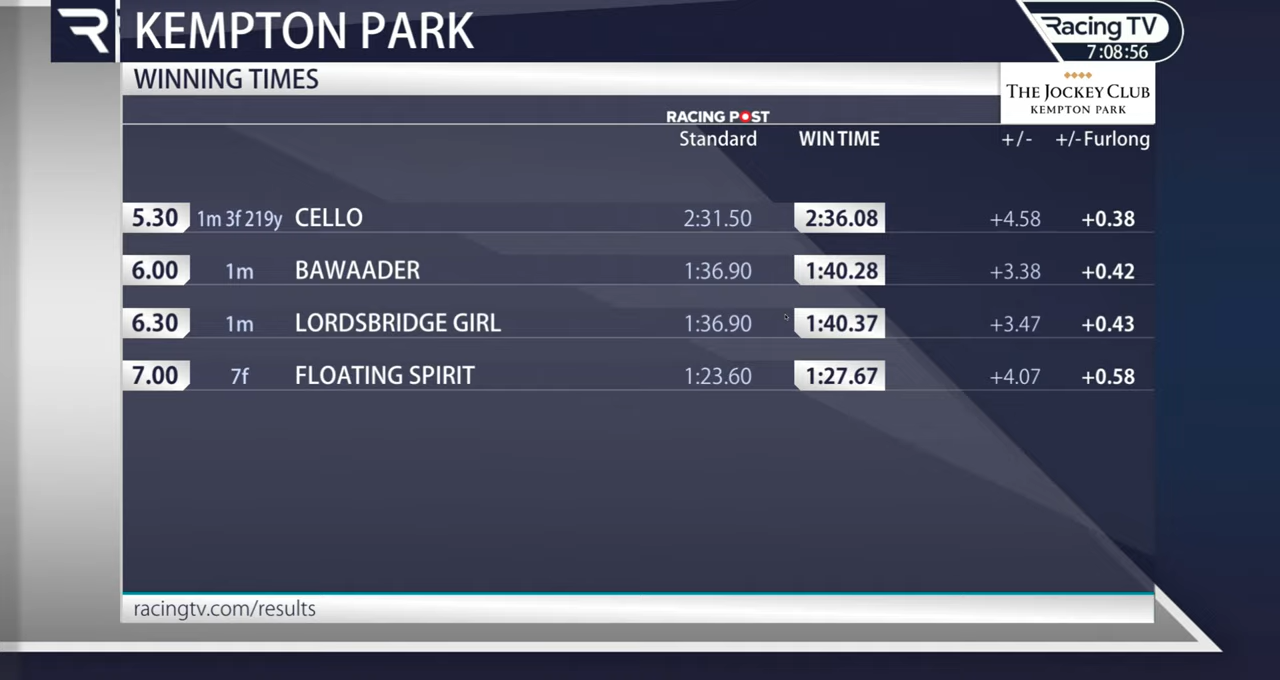 KEMPTON PARK
Racing TV
7:08:56
WINNING TIMES
THE JOCKEY CLUB
KEMPTON PARK
RACING POST
Standard WIN TIME +/- +/-Furlong
5.30 1m 3f 219y CELLO 2:31.50 2:36.08 +4.58 +0.38
6.00 1m BAWAADER 1:36.90 1:40.28 +3.38 +0.42
6.30 1m LORDSBRIDGE GIRL 1:36.90 1:40.37 +3.47 +0.43
7.00 7f FLOATING SPIRIT 1:23.60 1:27.67 +4.07 +0.58
racingtv.com/results